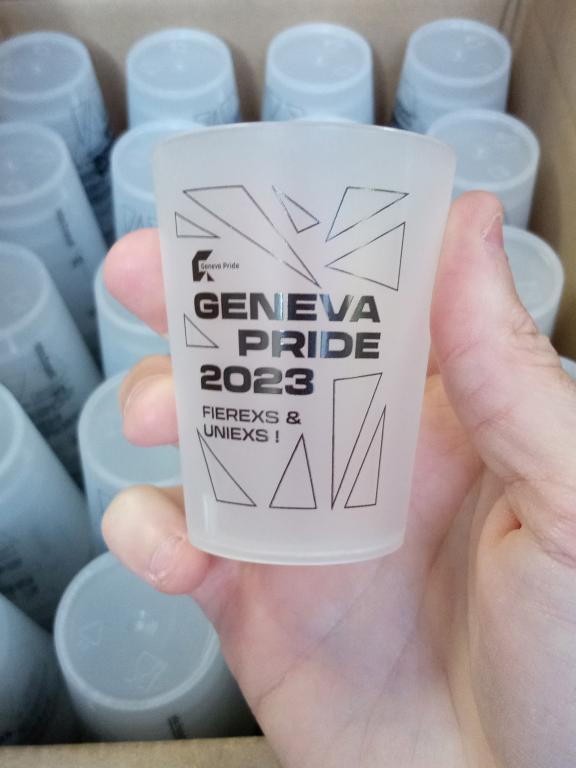 Geneva Pride
GENEVA
PRIDE
2023
FIEREXS &
UNIEXS !